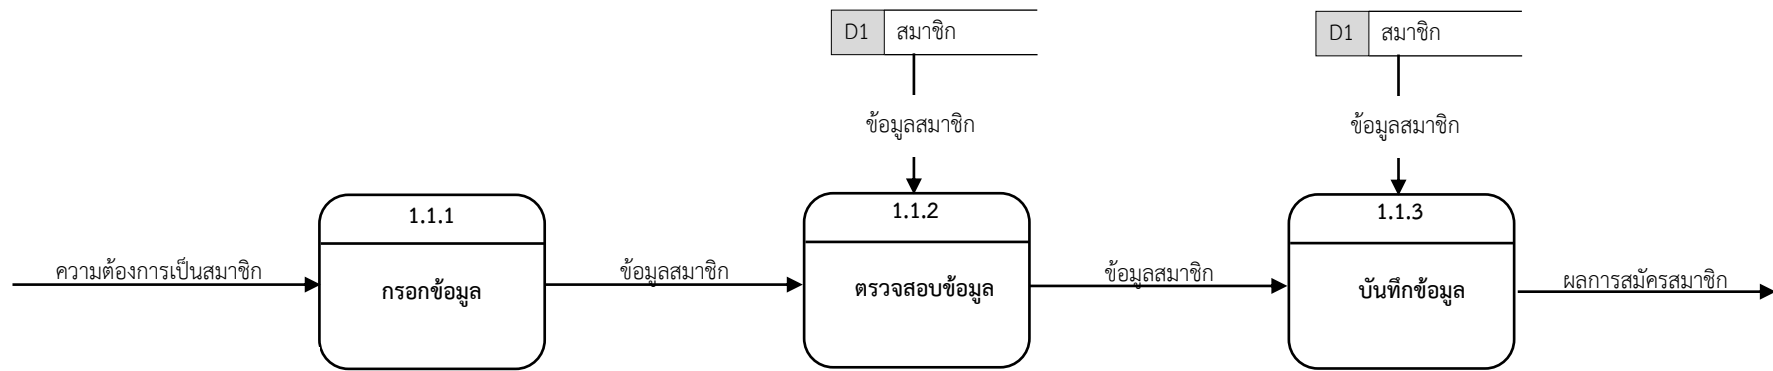 D1 สมาชิก
D1 สมาชิก
ข้อมูลสมาชิก
ข้อมูลสมาชิก
1.1.1
1.1.2
1.1.3
ความต้องการเป็นสมาชิก
กรอกข้อมูล
ข้อมูลสมาชิก
ตรวจสอบข้อมูล
ข้อมูลสมาชิก
บันทึกข้อมูล
ผลการสมัครสมาชิก